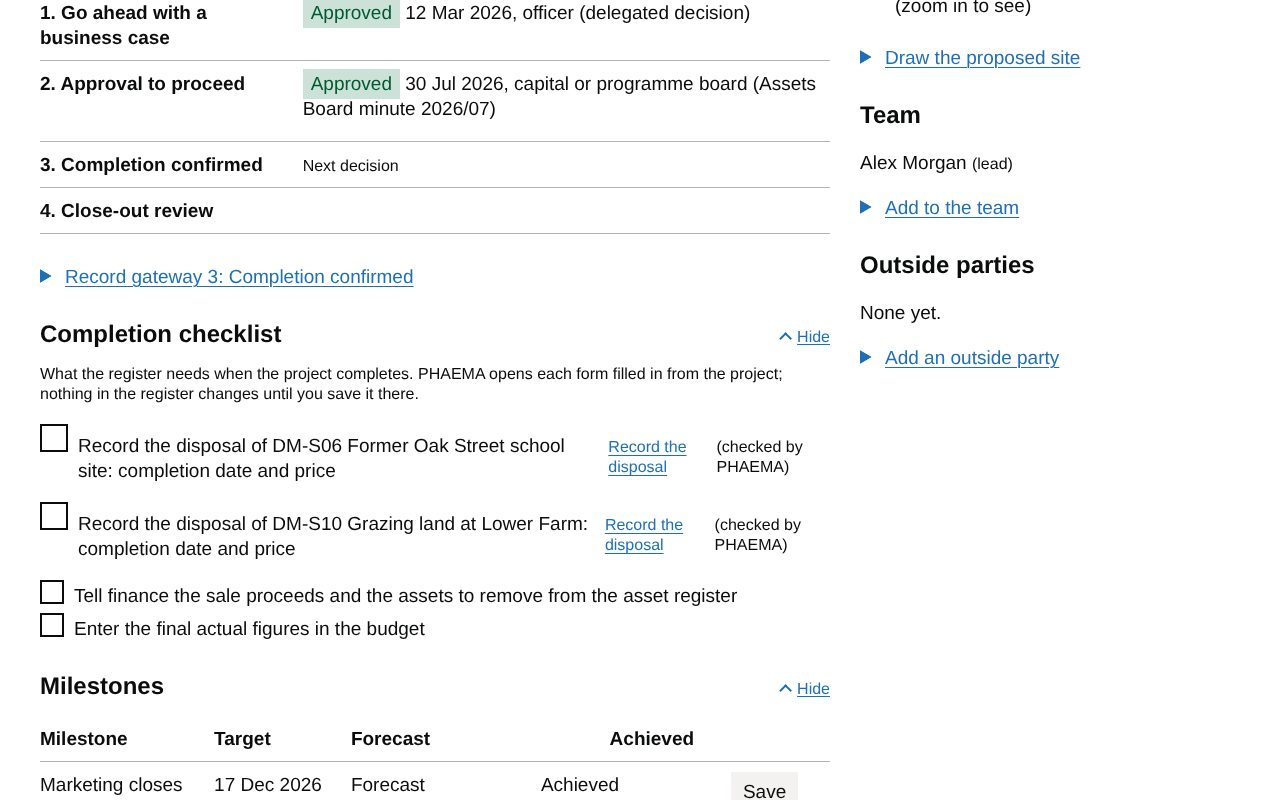 1. Go ahead with a
business case
Approved 12 Mar 2026, officer (delegated decision)
2. Approval to proceed
Approved 30 Jul 2026, capital or programme board (Assets
Board minute 2026/07)
3. Completion confirmed
Next decision
4. Close-out review
Record gateway 3: Completion confirmed
Completion checklist
Hide
What the register needs when the project completes. PHAEMA opens each form filled in from the project;
nothing in the register changes until you save it there.
Record the disposal of DM-S06 Former Oak Street school
site: completion date and price
Record the
disposal
(checked by
PHAEMA)
Record the disposal of DM-S10 Grazing land at Lower Farm:
completion date and price
Record the
disposal
(checked by
PHAEMA)
Tell finance the sale proceeds and the assets to remove from the asset register
Enter the final actual figures in the budget
Milestones
Hide
Milestone Target Forecast Achieved
Marketing closes 17 Dec 2026 Forecast Achieved Save
(zoom in to see)
Draw the proposed site
Team
Alex Morgan (lead)
Add to the team
Outside parties
None yet.
Add an outside party